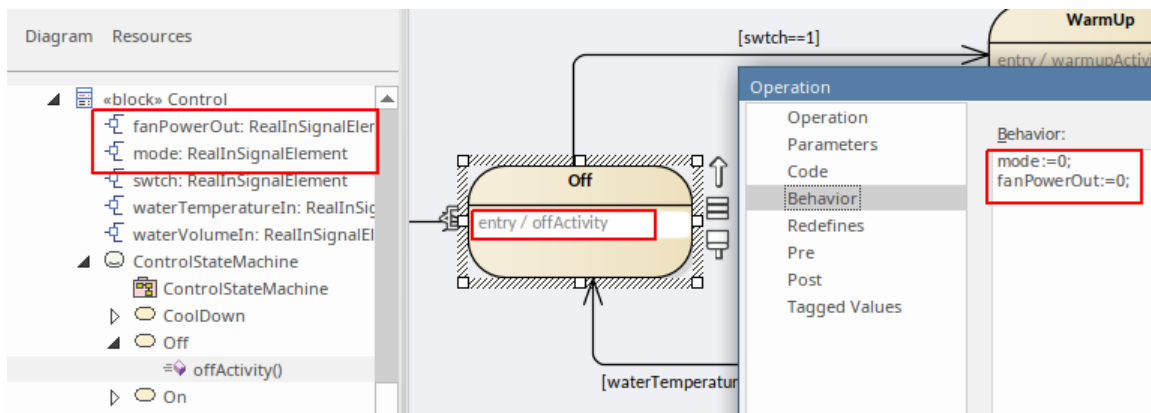 Diagram Resources
«block» Control
fanPowerOut: RealInSignalEler
mode: RealInSignalElement
swtch: RealInSignalElement
waterTemperatureIn: RealInSig
waterVolumeIn: RealInSignalEl
ControlStateMachine
ControlStateMachine
CoolDown
Off
offActivity()
On
[swtch==1]
WarmUp
entry / warmupActivi
Off
entry / offActivity
[waterTemperatur
Operation
Operation
Parameters
Code
Behavior
Redefines
Pre
Post
Tagged Values
Behavior:
mode:=0;
fanPowerOut:=0;